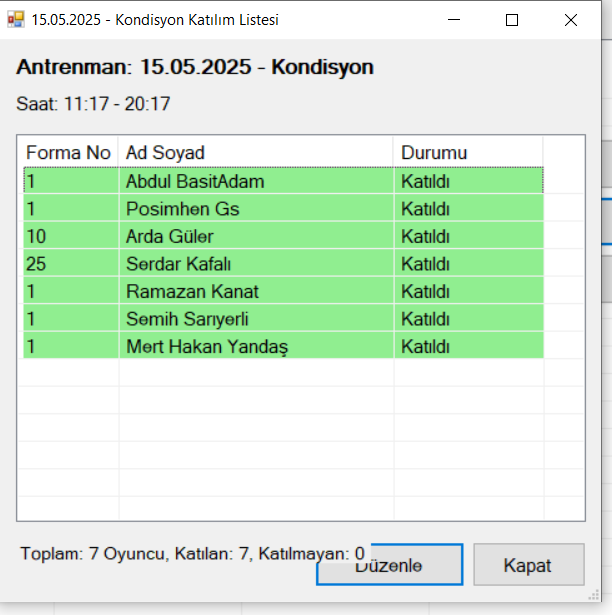 15.05.2025 - Kondisyon Katılım Listesi
Antrenman: 15.05.2025 - Kondisyon
Saat: 11:17 - 20:17
Forma No Ad Soyad Durumu
1 Abdul BasitAdam Katıldı
1 Posimhen Gs Katıldı
10 Arda Güler Katıldı
25 Serdar Kafalı Katıldı
1 Ramazan Kanat Katıldı
1 Semih Sarıyerli Katıldı
1 Mert Hakan Yandaş Katıldı
Toplam: 7 Oyuncu, Katılan: 7, Katılmayan: 0
Düzenle Kapat